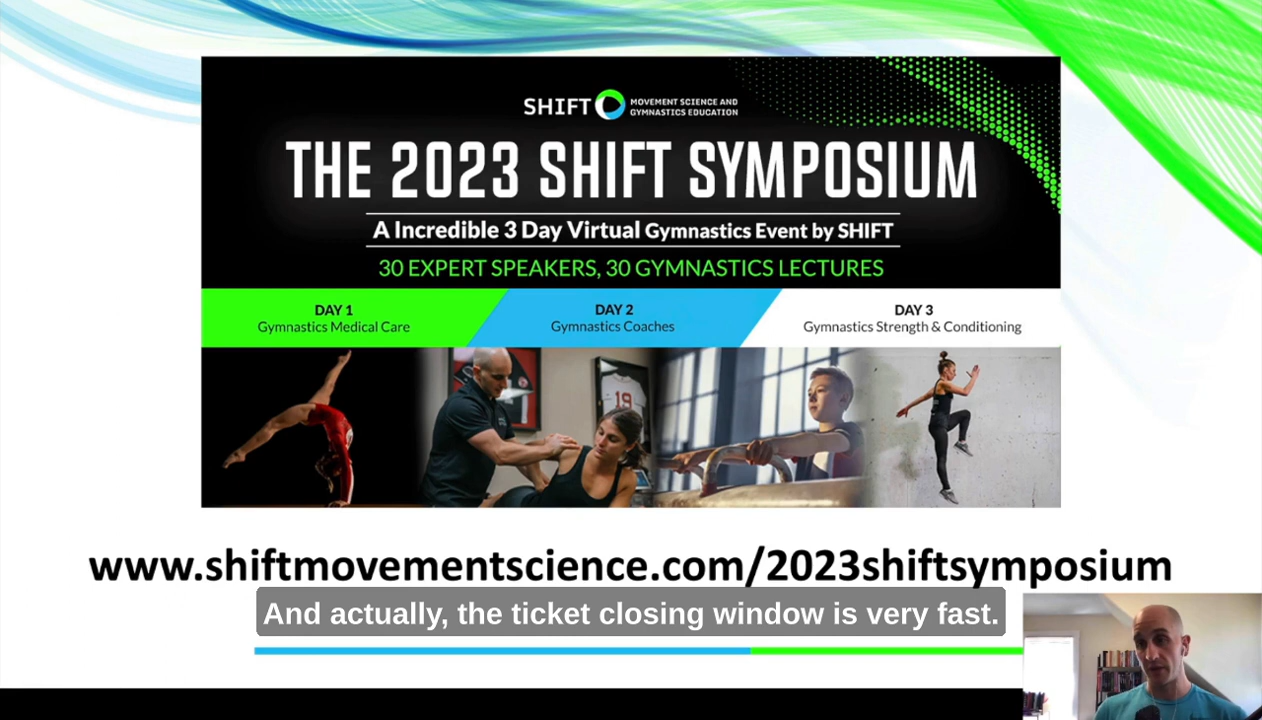 SHIFT MOVEMENT SCIENCE AND
GYMNASTICS EDUCATION
THE 2023 SHIFT SYMPOSIUM
A Incredible 3 Day Virtual Gymnastics Event by SHIFT
30 EXPERT SPEAKERS, 30 GYMNASTICS LECTURES
DAY 1
Gymnastics Medical Care
DAY 2
Gymnastics Coaches
DAY 3
Gymnastics Strength & Conditioning
19
www.shiftmovementscience.com/2023shiftsymposium
And actually, the ticket closing window is very fast.